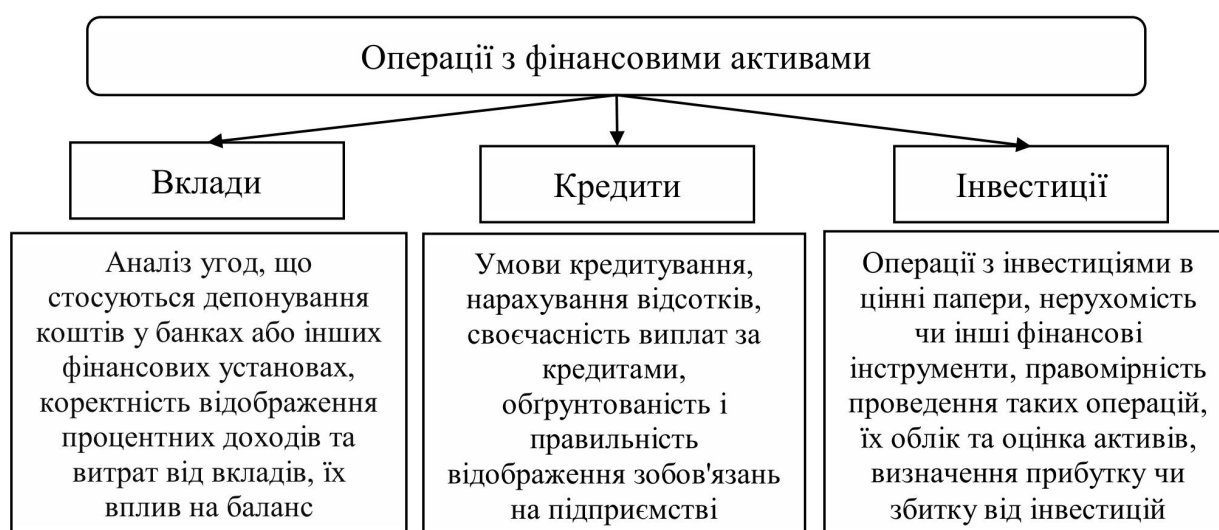 Операції з фінансовими активами
Вклади
Аналіз угод, що
стосуються депонування
коштів у банках або інших
фінансових установах,
коректність відображення
процентних доходів та
витрат від вкладів, їх
вплив на баланс
Кредити
Умови кредитування,
нарахування відсотків,
своєчасність виплат за
кредитами,
обґрунтованість і
правильність
відображення зобов'язань
на підприємстві
Інвестиції
Операції з інвестиціями в
цінні папери, нерухомість
чи інші фінансові
інструменти, правомірність
проведення таких операцій,
їх облік та оцінка активів,
визначення прибутку чи
збитку від інвестицій